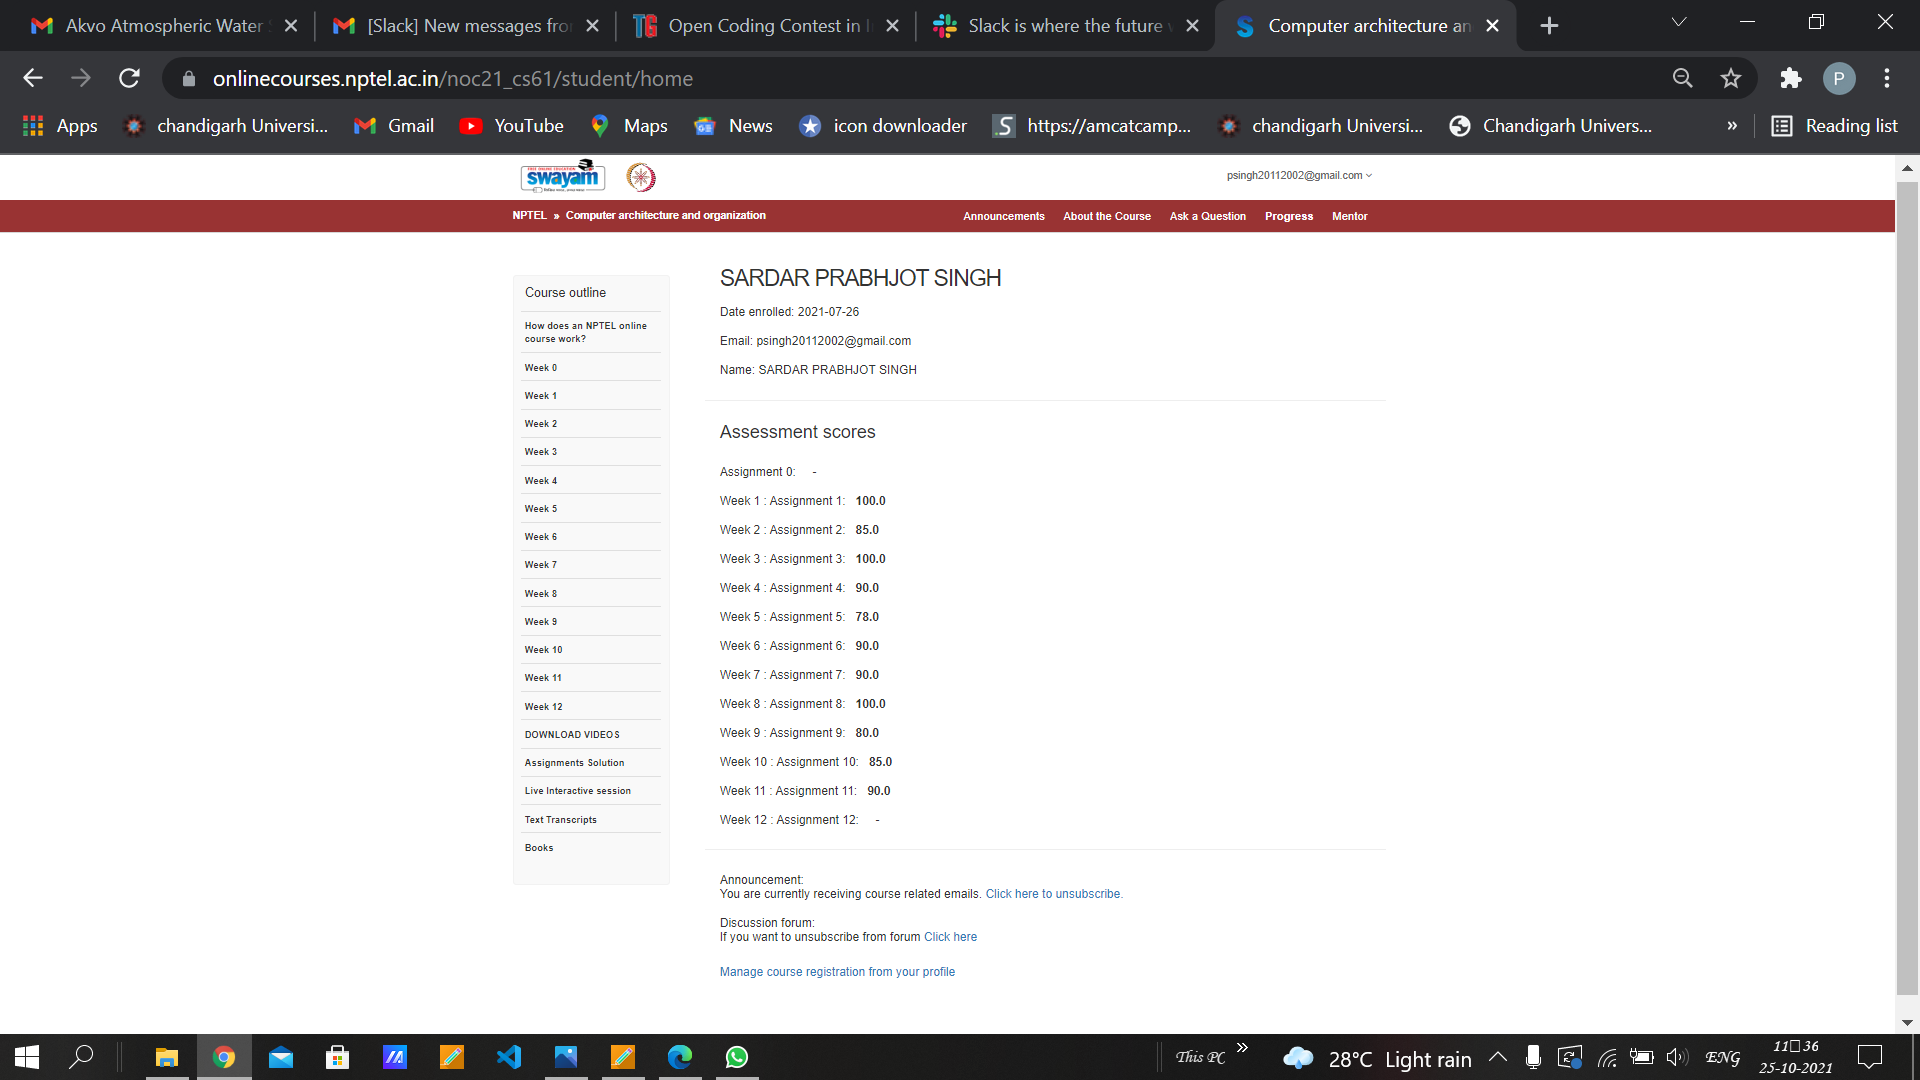 Akvo Atmospheric Water
[Slack] New messages fro
Open Coding Contest in
Slack is where the future
Computer architecture an
onlinecourses.nptel.ac.in/noc21_cs61/student/home
P
Apps
chandigarh Universi...
Gmail
YouTube
Maps
News
icon downloader
https://amcatcamp...
chandigarh Universi...
Chandigarh Univers...
»
Reading list
swayam
psingh20112002@gmail.com
NPTEL » Computer architecture and organization
Announcements
About the Course
Ask a Question
Progress
Mentor
Course outline
How does an NPTEL online
course work?
Week 0
Week 1
Week 2
Week 3
Week 4
Week 5
Week 6
Week 7
Week 8
Week 9
Week 10
Week 11
Week 12
DOWNLOAD VIDEOS
Assignments Solution
Live Interactive session
Text Transcripts
Books
SARDAR PRABHJOT SINGH
Date enrolled: 2021-07-26
Email: psingh20112002@gmail.com
Name: SARDAR PRABHJOT SINGH
Assessment scores
Assignment 0: -
Week 1 : Assignment 1: 100.0
Week 2 : Assignment 2: 85.0
Week 3 : Assignment 3: 100.0
Week 4 : Assignment 4: 90.0
Week 5 : Assignment 5: 78.0
Week 6 : Assignment 6: 90.0
Week 7 : Assignment 7: 90.0
Week 8 : Assignment 8: 100.0
Week 9 : Assignment 9: 80.0
Week 10 : Assignment 10: 85.0
Week 11 : Assignment 11: 90.0
Week 12 : Assignment 12: -
Announcement:
You are currently receiving course related emails. Click here to unsubscribe.
Discussion forum:
If you want to unsubscribe from forum Click here
Manage course registration from your profile
This PC
»
28°C Light rain
ENG
11 36
25-10-2021